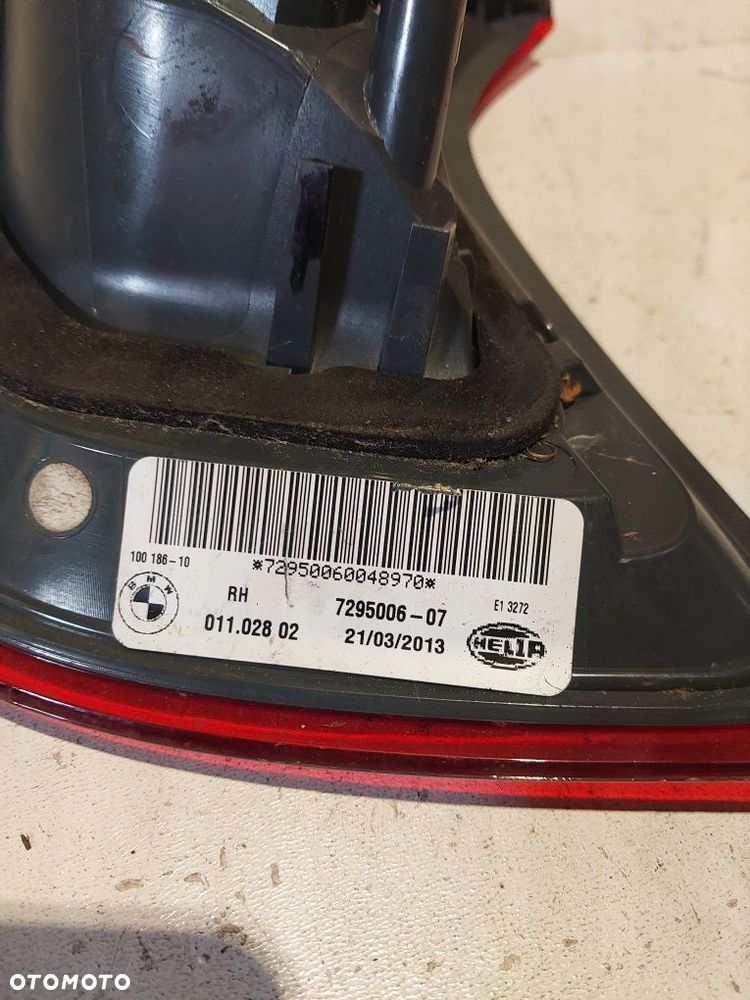 100 186-10
*72950060048970*
BMW
RH
7295006-07
E1 3272
011.028 02
21/03/2013
HELLA
OTOMOTO